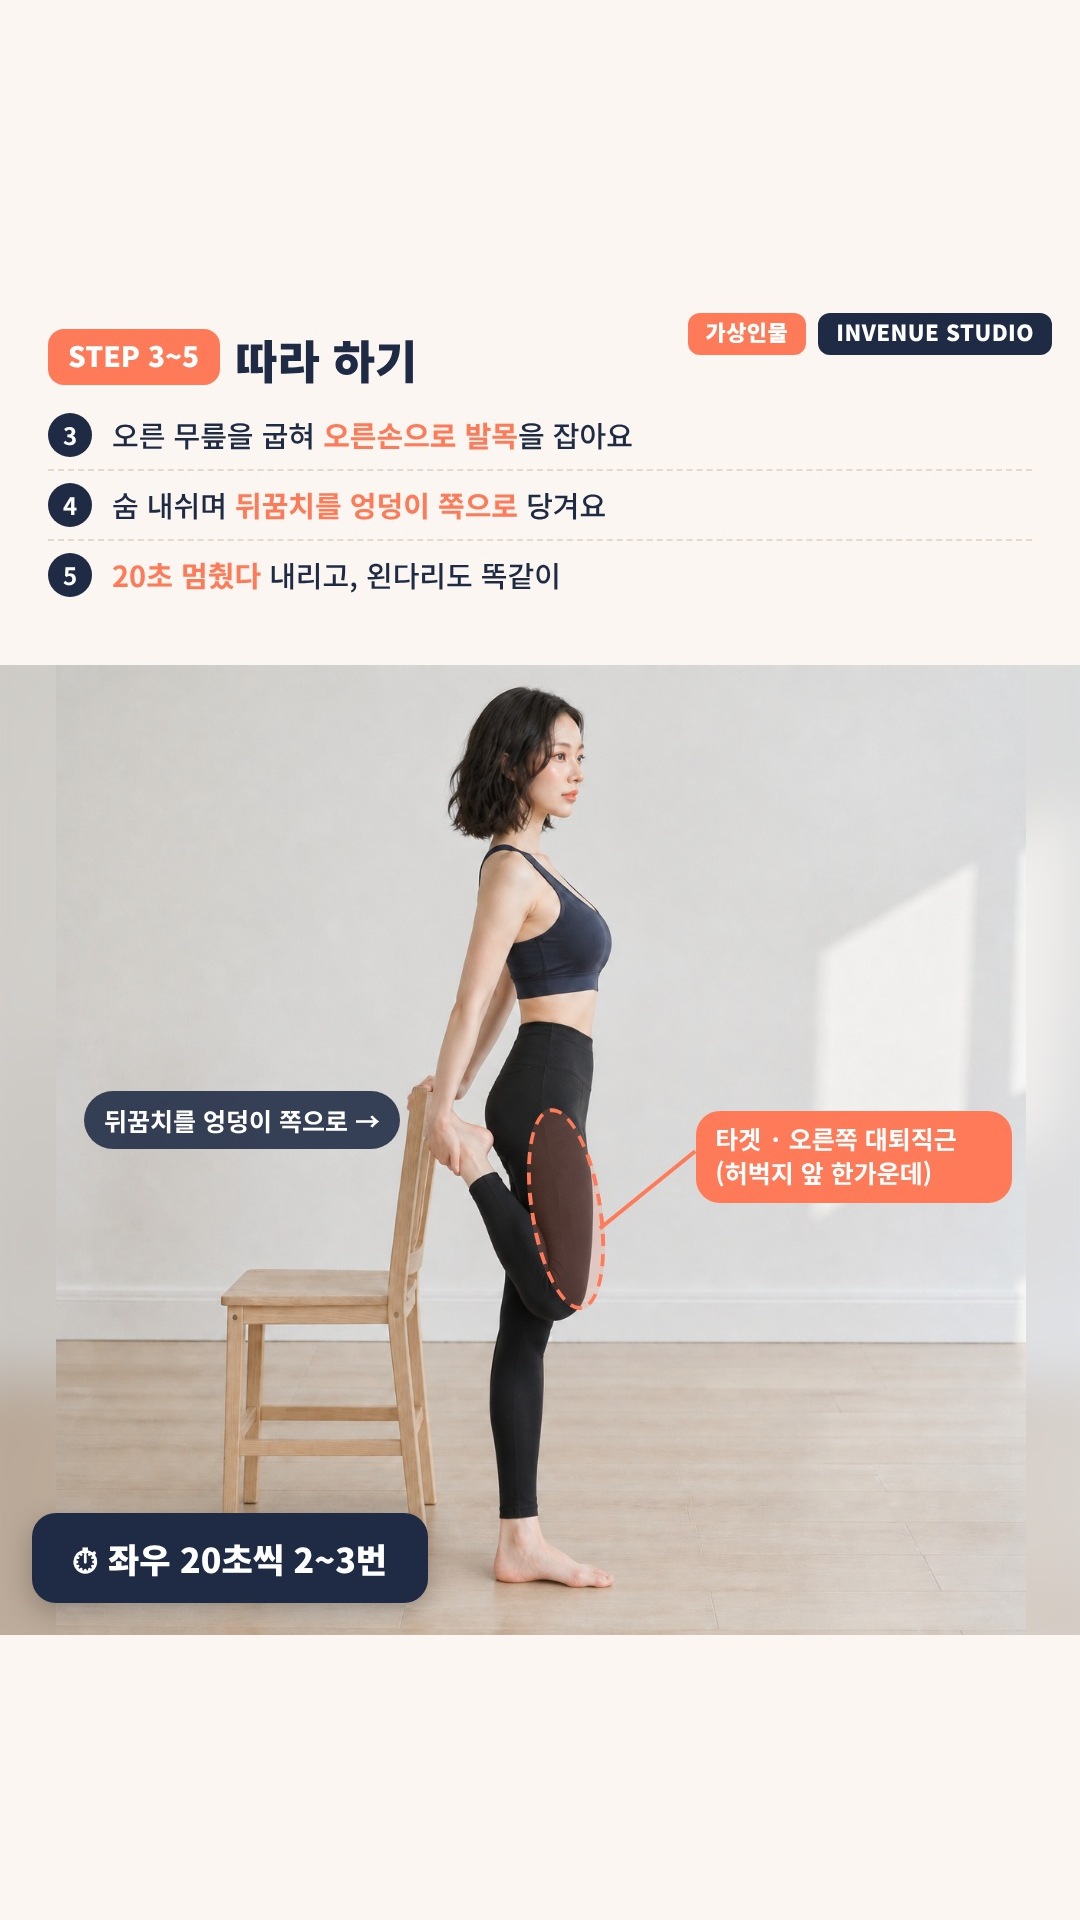 STEP 3~5 따라 하기
가상인물 INVENUE STUDIO
3 오른 무릎을 굽혀 오른손으로 발목을 잡아요
4 숨 내쉬며 뒤꿈치를 엉덩이 쪽으로 당겨요
5 20초 멈췄다 내리고, 왼다리도 똑같이
뒤꿈치를 엉덩이 쪽으로 →
타겟 · 오른쪽 대퇴직근
(허벅지 앞 한가운데)
⏱ 좌우 20초씩 2~3번